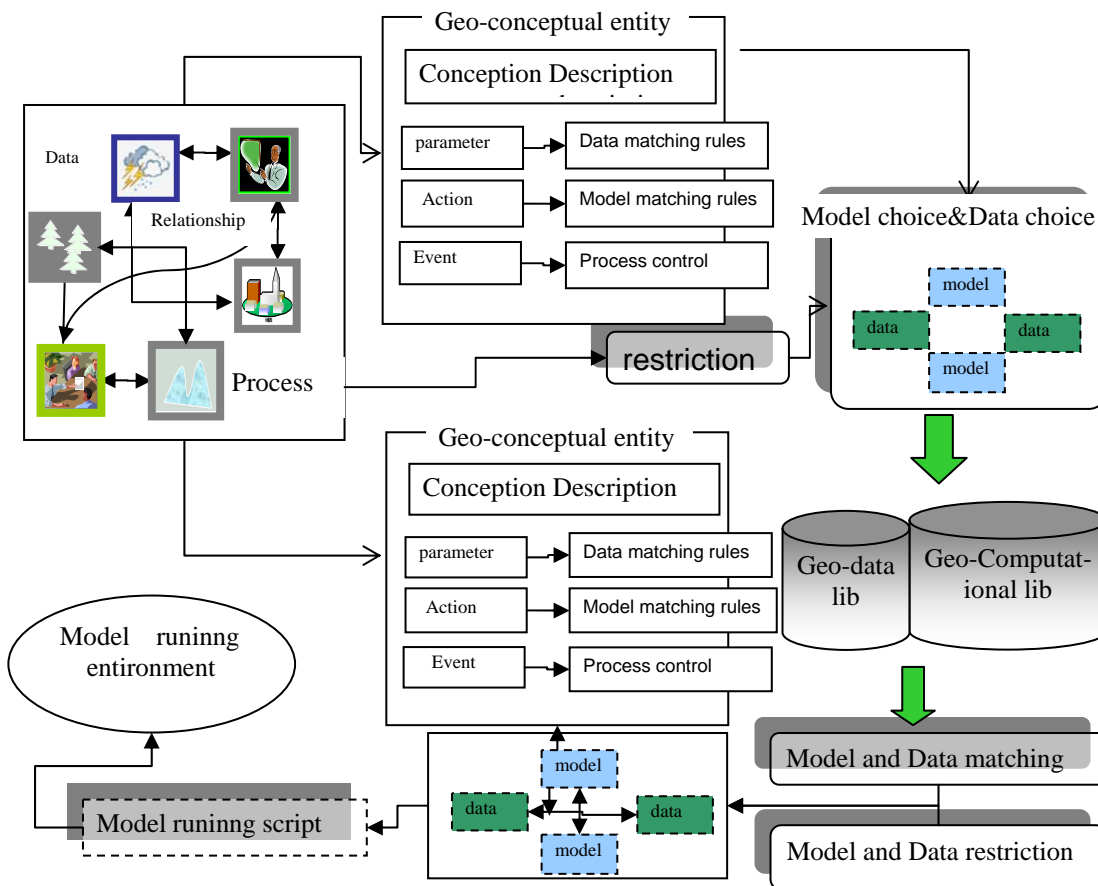 Geo-conceptual entity
Conception Description
parameter
Data matching rules
Action
Model matching rules
Event
Process control
Data
Relationship
Process
restriction
Model choice&Data choice
model
data
data
model
Geo-conceptual entity
Conception Description
parameter
Data matching rules
Action
Model matching rules
Event
Process control
Geo-data
lib
Geo-Computat-
ional lib
Model runinng
entironment
Model and Data matching
Model and Data restriction
model
data
data
model
Model runinng script